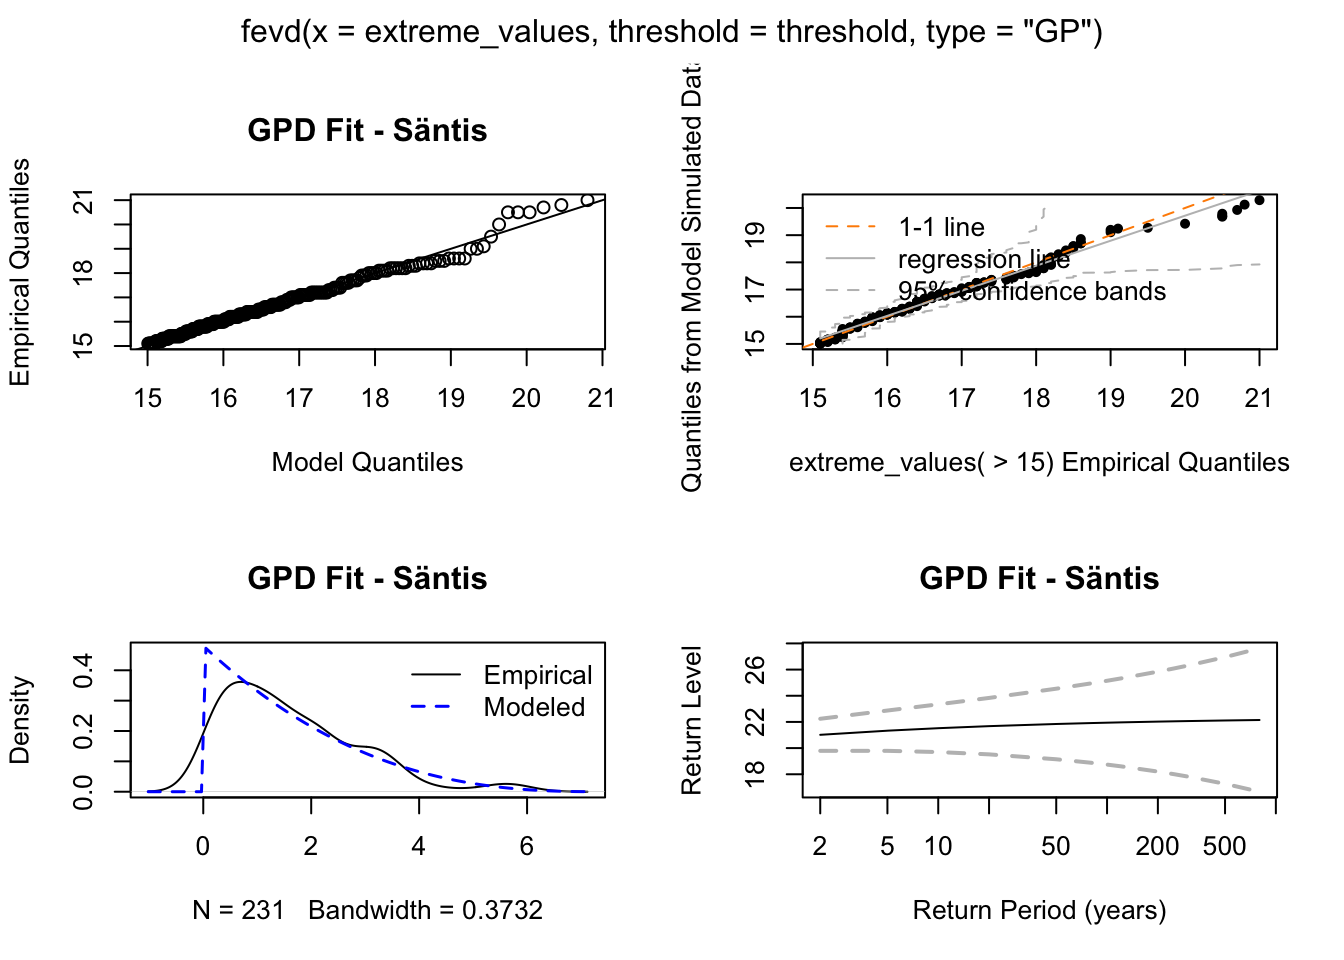 fevd(x = extreme_values, threshold = threshold, type = "GP")
GPD Fit - Säntis
Empirical Quantiles
21
18
15
15 16 17 18 19 20 21
Model Quantiles
Quantiles from Model Simulated Data
19
17
15
1-1 line
regression line
95% confidence bands
15 16 17 18 19 20 21
extreme_values( > 15) Empirical Quantiles
GPD Fit - Säntis
Density
0.4
0.2
0.0
Empirical
Modeled
0 2 4 6
N = 231 Bandwidth = 0.3732
GPD Fit - Säntis
Return Level
26
22
18
2 5 10 50 200 500
Return Period (years)